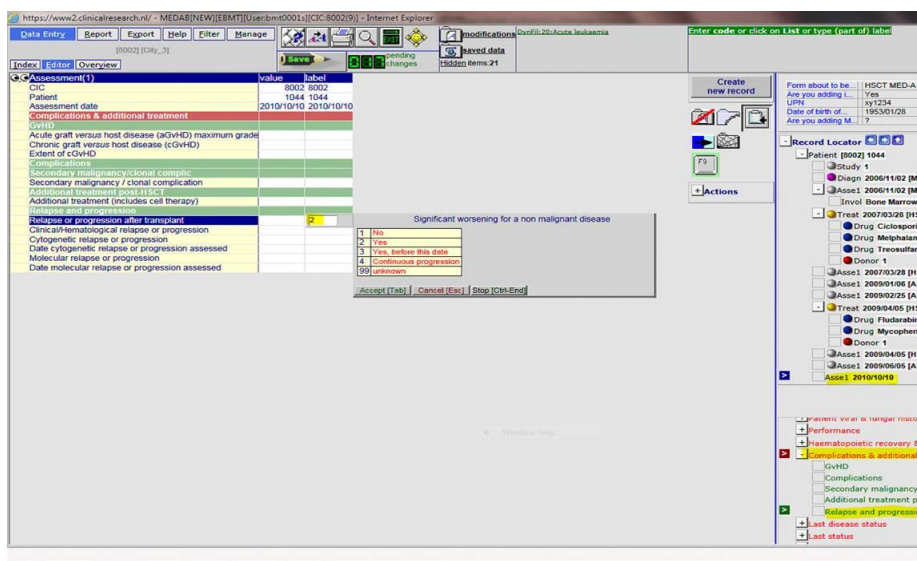 https://www2.clinicalresearch.nl/ - MEDAB[NEW][EBMT][User:bmt0001s][CIC:8002(9)] - Internet Explorer
Data Entry Report Export Help Filter Manage
[8002] [City_3]
Index Editor Overview
Save
pending changes
EXIT
modifications
saved data
Hidden items:21
DynFil:20:Acute leukaemia
Enter code or click on List or type (part of) label
Assessment(1) value label
CIC 8002 8002
Patient 1044 1044
Assessment date 2010/10/10 2010/10/10
Complications & additional treatment
GvHD
Acute graft versus host disease (aGvHD) maximum grade
Chronic graft versus host disease (cGvHD)
Extent of cGvHD
Complications
Secondary malignancy/clonal complic
Secondary malignancy / clonal complication
Additional treatment post-HSCT
Additional treatment (includes cell therapy)
Relapse and progression
Relapse or progression after transplant 2
Clinical/Hematological relapse or progression
Cytogenetic relapse or progression
Date cytogenetic relapse or progression assessed
Molecular relapse or progression
Date molecular relapse or progression assessed
Significant worsening for a non malignant disease
1 No
2 Yes
3 Yes, before this date
4 Continuous progression
99 unknown
Accept [Tab] Cancel [Esc] Stop [Ctrl-End]
Window Snip
Create new record
F9
+ Actions
Form about to be... HSCT MED-A
Are you adding i... Yes
UPN xy1234
Date of birth of... 1953/01/28
Are you adding M... ?
Record Locator
Patient [8002] 1044
Study 1
Diagn 2006/11/02 [M
Asse1 2006/11/02 [M
Invol Bone Marrow
Treat 2007/03/28 [HS
Drug Ciclospori
Drug Melphalan
Drug Treosulfan
Donor 1
Asse1 2007/03/28 [H
Asse1 2009/01/06 [A
Asse1 2009/02/25 [A
Treat 2009/04/05 [HS
Drug Fludarabin
Drug Mycophen
Donor 1
Asse1 2009/04/05 [H
Asse1 2009/06/05 [A
Asse1 2010/10/10
Patient viral & fungal histo
Performance
Haematopoietic recovery &
Complications & additional
GvHD
Complications
Secondary malignancy
Additional treatment p
Relapse and progressi
Last disease status
Last status